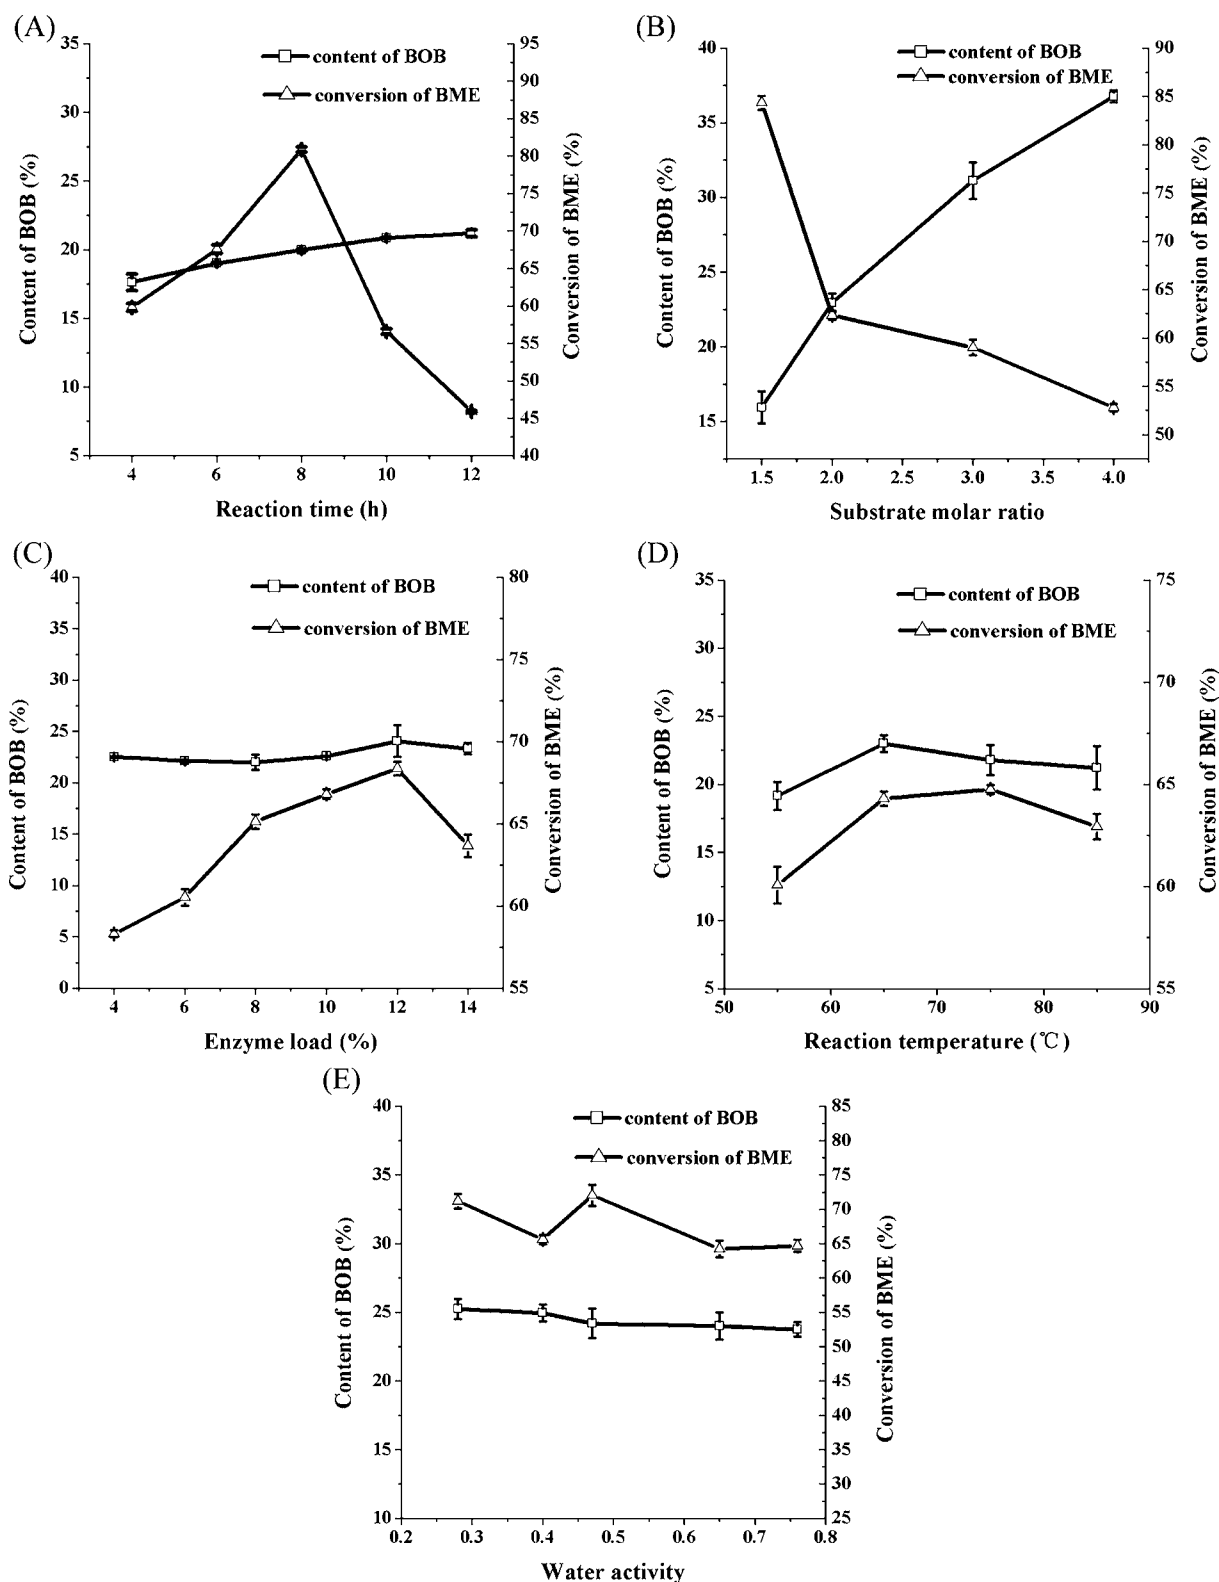 (A)
content of BOB
conversion of BME
Content of BOB (%)
35
30
25
20
15
10
5
Conversion of BME (%)
95
90
85
80
75
70
65
60
55
50
45
40
4 6 8 10 12
Reaction time (h)
(B)
content of BOB
conversion of BME
Content of BOB (%)
40
35
30
25
20
15
Conversion of BME (%)
90
85
80
75
70
65
60
55
50
1.5 2.0 2.5 3.0 3.5 4.0
Substrate molar ratio
(C)
content of BOB
conversion of BME
Content of BOB (%)
40
35
30
25
20
15
10
5
0
Conversion of BME (%)
80
75
70
65
60
55
4 6 8 10 12 14
Enzyme load (%)
(D)
content of BOB
conversion of BME
Content of BOB (%)
35
30
25
20
15
10
5
Conversion of BME (%)
75
70
65
60
55
50 60 70 80 90
Reaction temperature (℃)
(E)
content of BOB
conversion of BME
Content of BOB (%)
40
35
30
25
20
15
10
Conversion of BME (%)
85
80
75
70
65
60
55
50
45
40
35
30
25
0.2 0.3 0.4 0.5 0.6 0.7 0.8
Water activity